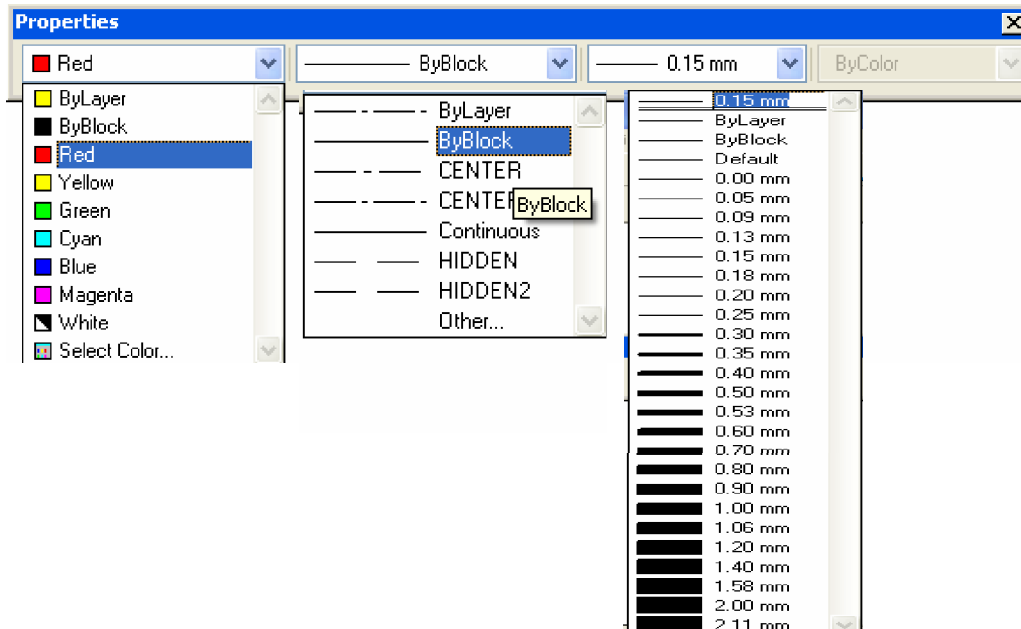 Properties
Red
ByBlock
0.15 mm
ByColor
ByLayer
ByBlock
Red
Yellow
Green
Cyan
Blue
Magenta
White
Select Color...
ByLayer
ByBlock
CENTER
CENTE
ByBlock
Continuous
HIDDEN
HIDDEN2
Other...
0.15 mm
ByLayer
ByBlock
Default
0.00 mm
0.05 mm
0.09 mm
0.13 mm
0.15 mm
0.18 mm
0.20 mm
0.25 mm
0.30 mm
0.35 mm
0.40 mm
0.50 mm
0.53 mm
0.60 mm
0.70 mm
0.80 mm
0.90 mm
1.00 mm
1.06 mm
1.20 mm
1.40 mm
1.58 mm
2.00 mm
2.11 mm